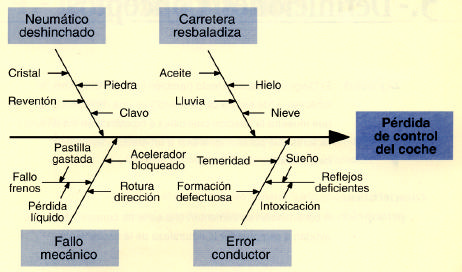 Neumático
deshinchado
Carretera
resbaladiza
Cristal
Piedra
Reventón
Clavo
Aceite
Hielo
Lluvia
Nieve
Pérdida
de control
del coche
Pastilla
gastada
Acelerador
bloqueado
Fallo
frenos
Rotura
dirección
Pérdida
líquido
Temeridad
Sueño
Formación
defectuosa
Reflejos
deficientes
Intoxicación
Fallo
mecánico
Error
conductor